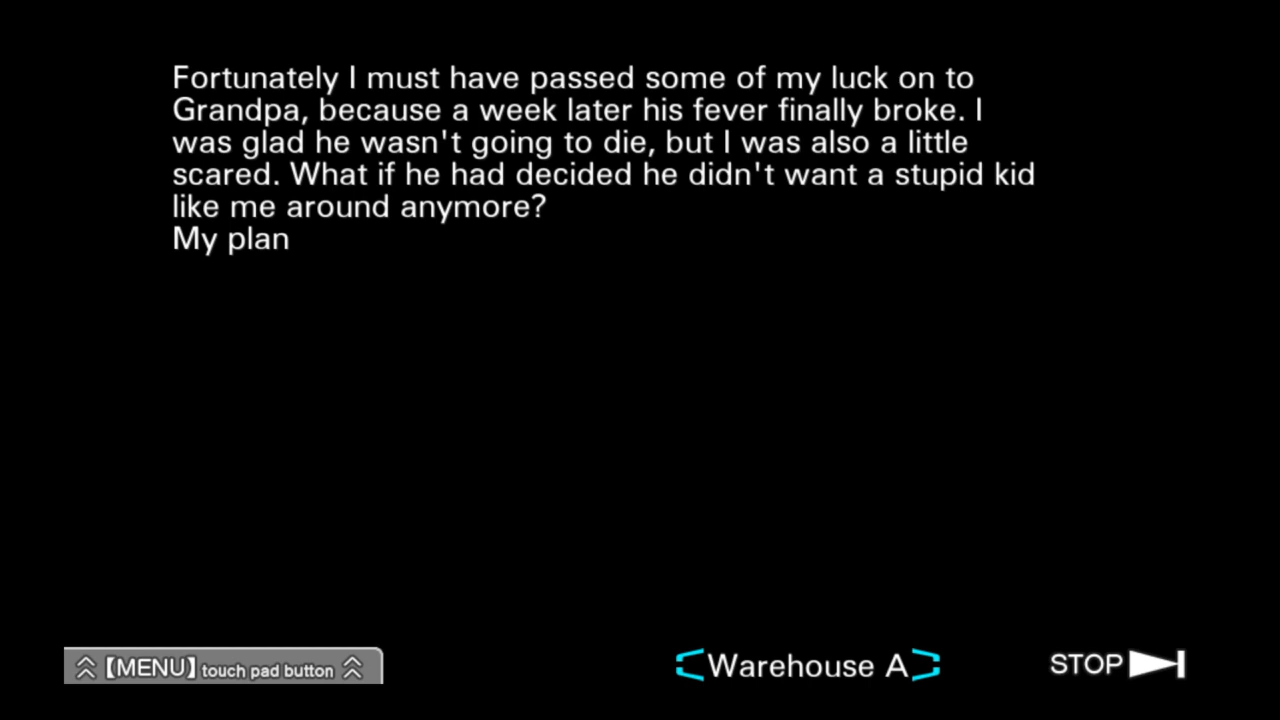 Fortunately I must have passed some of my luck on to
Grandpa, because a week later his fever finally broke. I
was glad he wasn't going to die, but I was also a little
scared. What if he had decided he didn't want a stupid kid
like me around anymore?
My plan
【MENU】touch pad button
Warehouse A
STOP